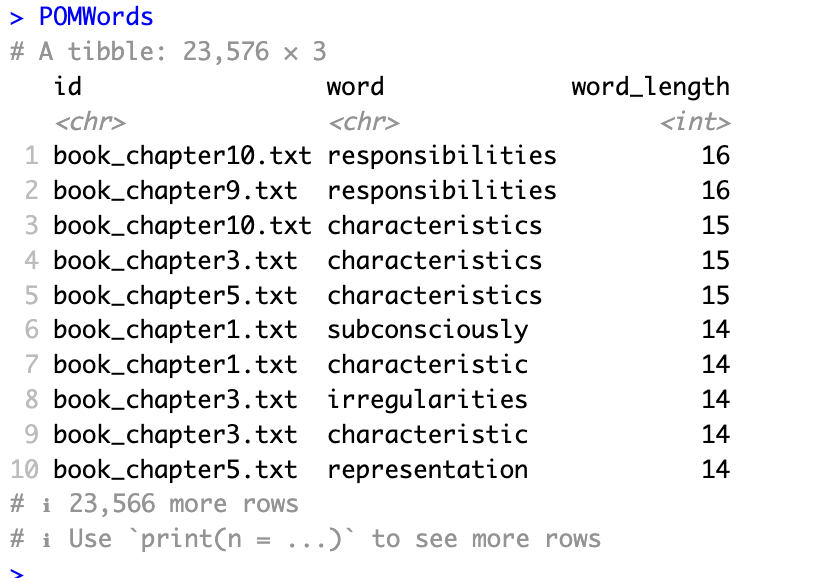 > POMWords
# A tibble: 23,576 × 3
   id                 word             word_length
   <chr>              <chr>                  <int>
 1 book_chapter10.txt responsibilities          16
 2 book_chapter9.txt  responsibilities          16
 3 book_chapter10.txt characteristics           15
 4 book_chapter3.txt  characteristics           15
 5 book_chapter5.txt  characteristics           15
 6 book_chapter1.txt  subconsciously            14
 7 book_chapter1.txt  characteristic            14
 8 book_chapter3.txt  irregularities            14
 9 book_chapter3.txt  characteristic            14
10 book_chapter5.txt  representation            14
# ℹ 23,566 more rows
# ℹ Use `print(n = ...)` to see more rows
>